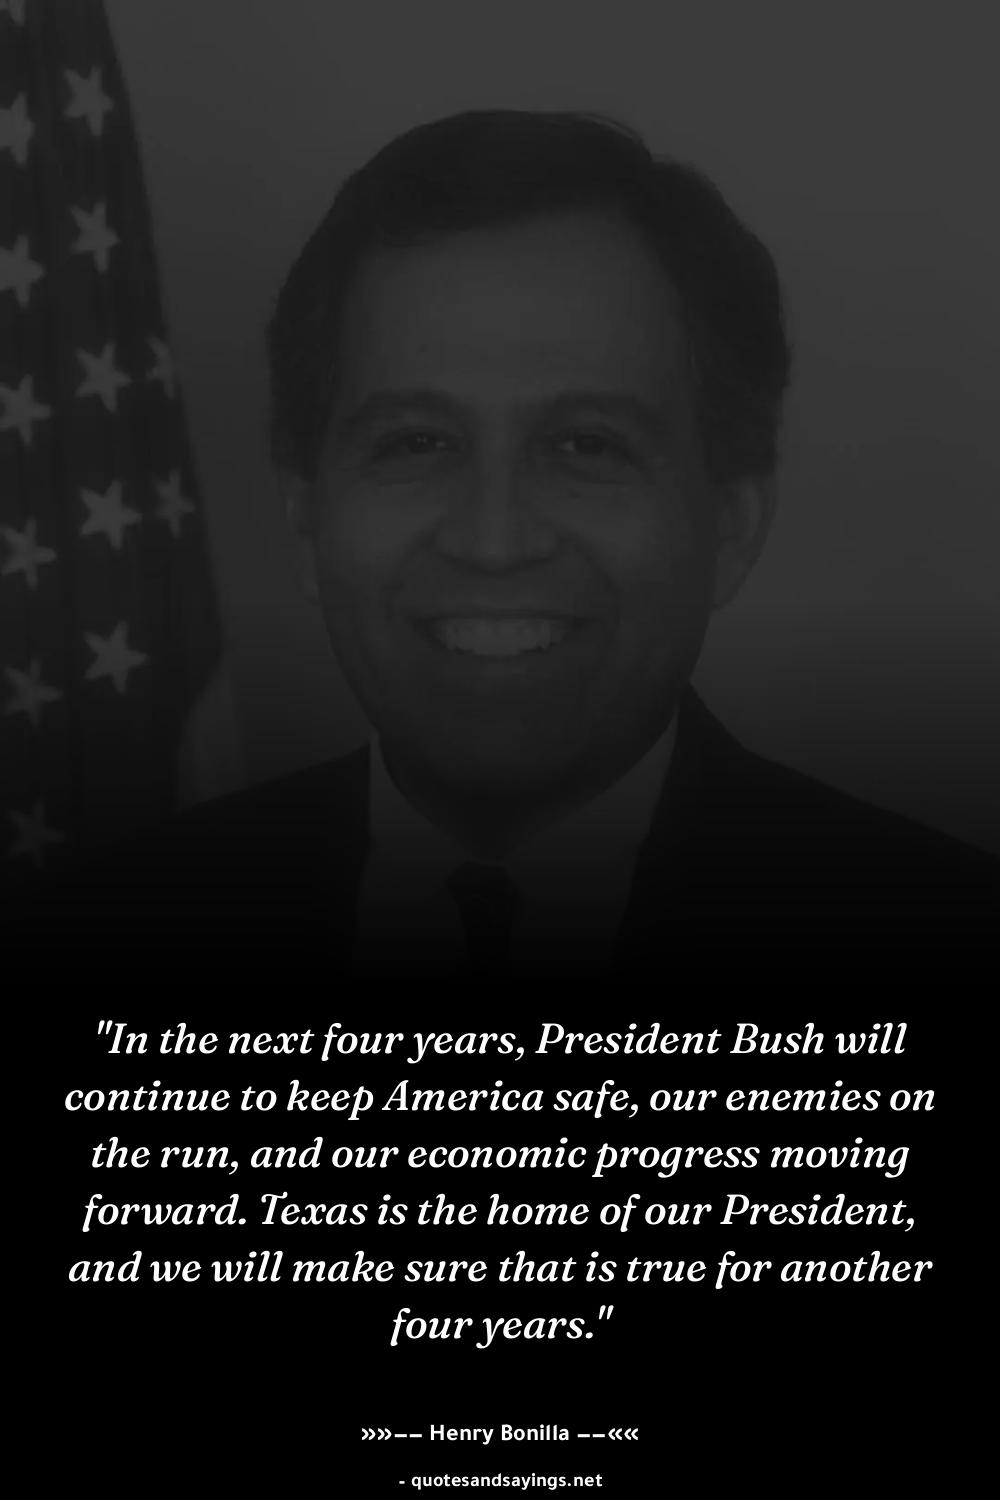 "In the next four years, President Bush will
continue to keep America safe, our enemies on
the run, and our economic progress moving
forward. Texas is the home of our President,
and we will make sure that is true for another
four years."
»»−− Henry Bonilla −−««
- quotesandsayings.net